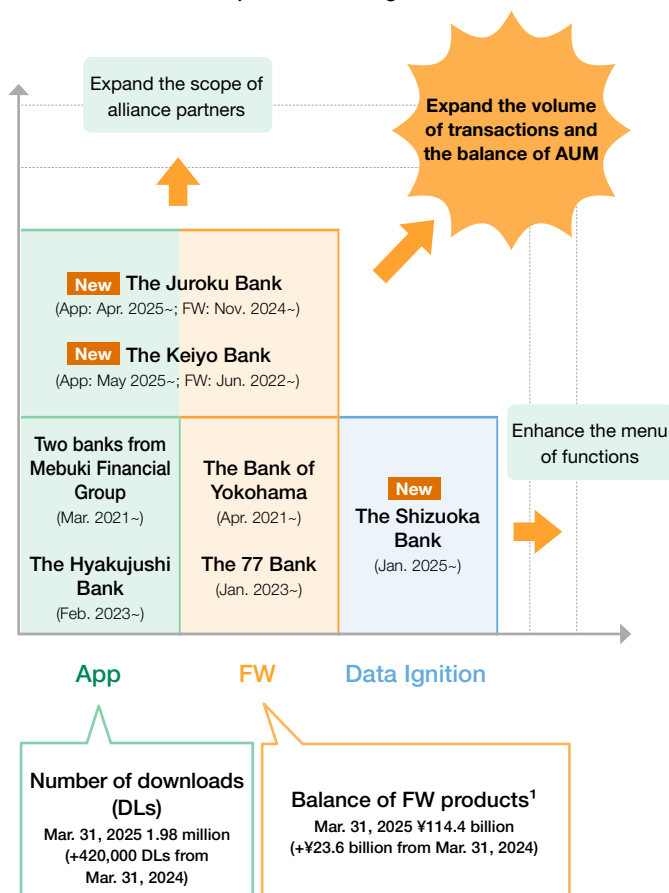 Expand the scope of
alliance partners
Expand the volume
of transactions and
the balance of AUM
New The Juroku Bank
(App: Apr. 2025~; FW: Nov. 2024~)
New The Keiyo Bank
(App: May 2025~; FW: Jun. 2022~)
Two banks from
Mebuki Financial
Group
(Mar. 2021~)
The Hyakujushi
Bank
(Feb. 2023~)
The Bank of
Yokohama
(Apr. 2021~)
The 77 Bank
(Jan. 2023~)
New
The Shizuoka
Bank
(Jan. 2025~)
Enhance the menu
of functions
App
FW
Data Ignition
Number of downloads
(DLs)
Mar. 31, 2025 1.98 million
(+420,000 DLs from
Mar. 31, 2024)
Balance of FW products¹
Mar. 31, 2025 ¥114.4 billion
(+¥23.6 billion from Mar. 31, 2024)